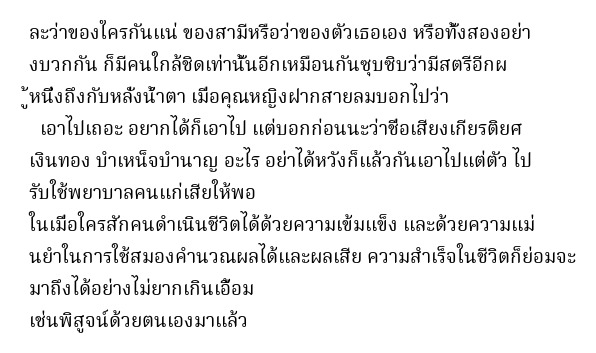 ละว่าของใครกันแน่ ของสามีหรือว่าของตัวเธอเอง หรือทั้งสองอย่า
งบวกกัน ก็มีคนใกล้ชิดเท่านั้นอีกเหมือนกันซุบซิบว่ามีสตรีอีกผ
ู้หนึ่งถึงกับหลั่งน้ำตา เมื่อคุณหญิงฝากสายลมบอกไปว่า
เอาไปเถอะ อยากได้ก็เอาไป แต่บอกก่อนนะว่าชื่อเสียงเกียรติยศ
เงินทอง บำเหน็จบำนาญ อะไร อย่าได้หวังก็แล้วกันเอาไปแต่ตัว ไป
รับใช้พยาบาลคนแก่เสียให้พอ
ในเมื่อใครสักคนดำเนินชีวิตได้ด้วยความเข้มแข็ง และด้วยความแม่
นยำในการใช้สมองคำนวณผลได้และผลเสีย ความสำเร็จในชีวิตก็ย่อมจะ
มาถึงได้อย่างไม่ยากเกินเอื้อม
เช่นพิสูจน์ด้วยตนเองมาแล้ว